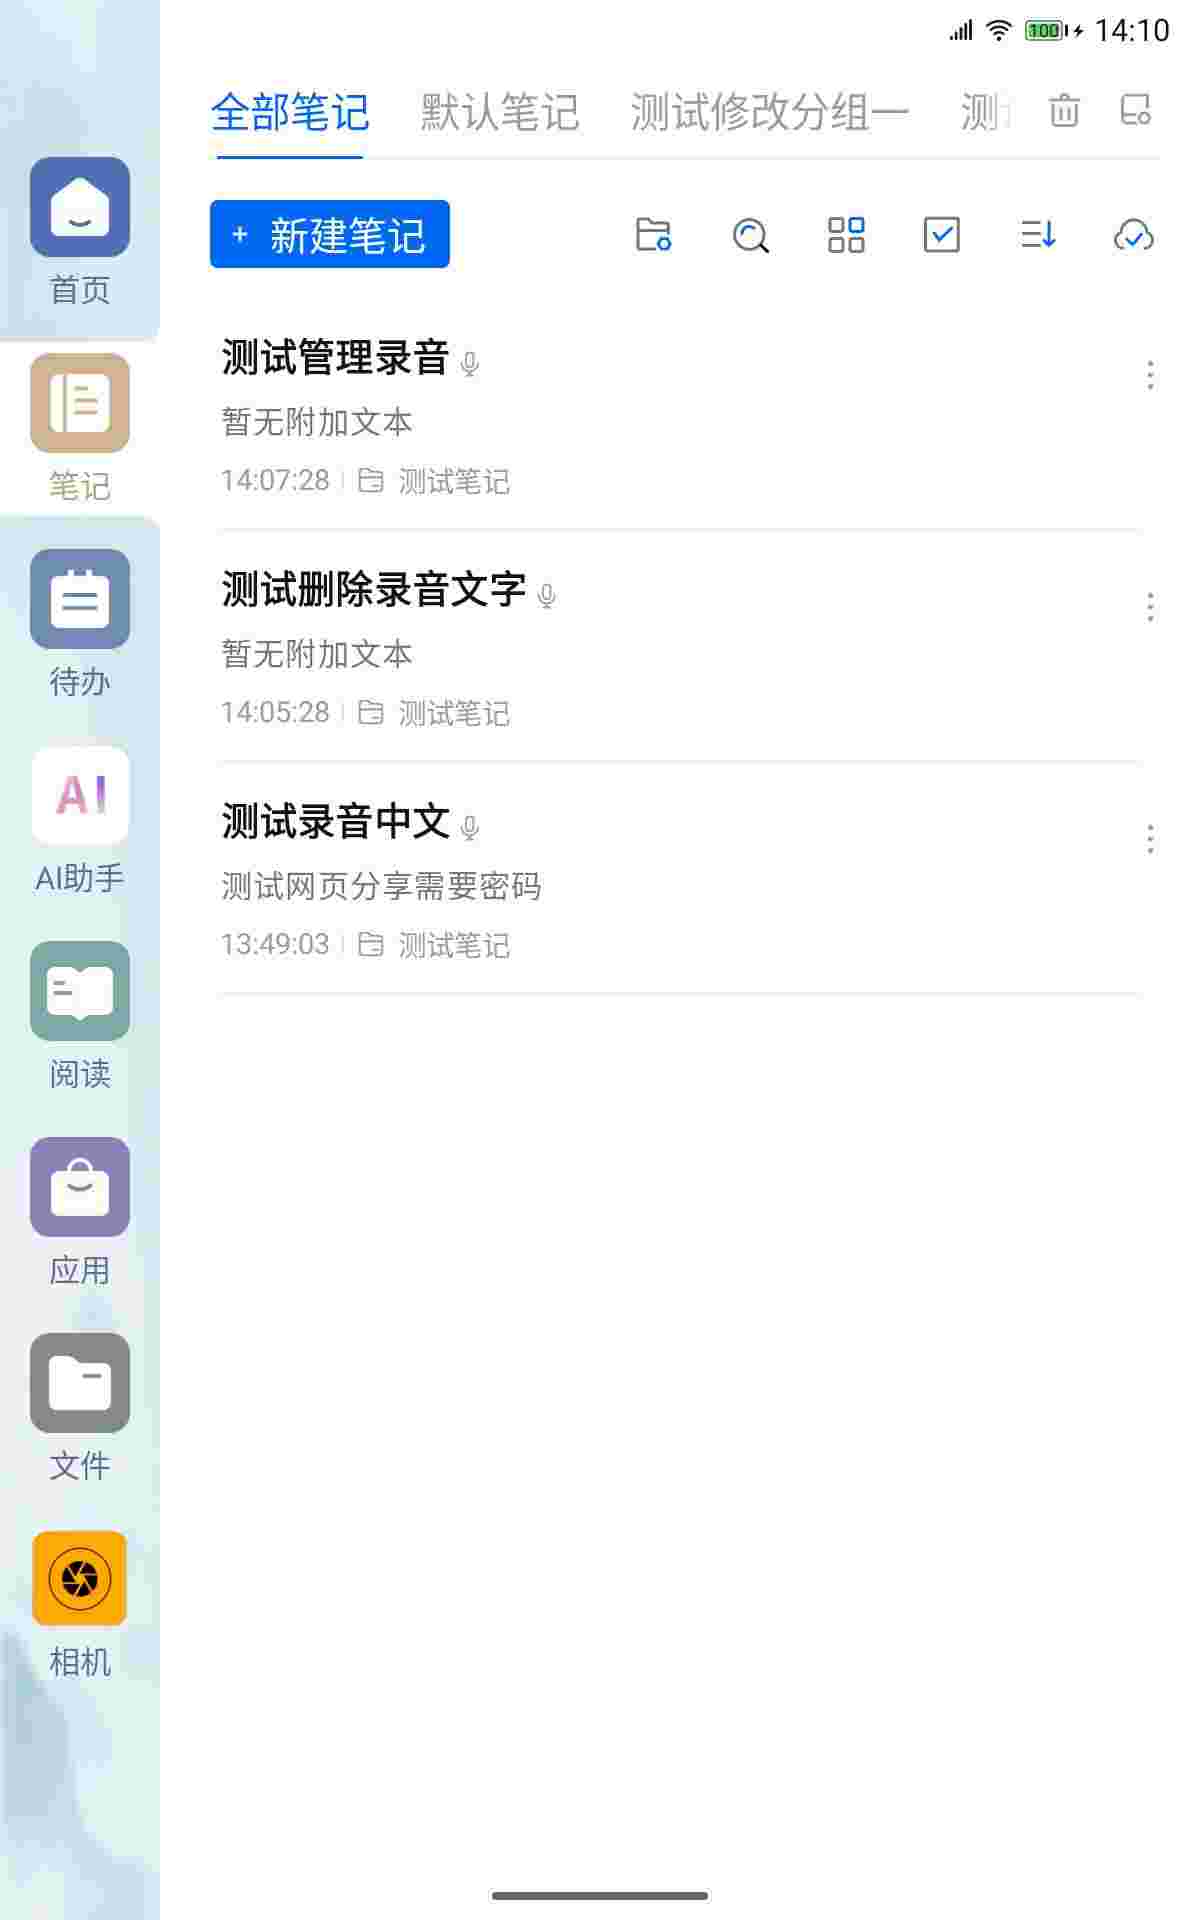 100 14:10
全部笔记 默认笔记 测试修改分组一 测
+ 新建笔记
首页
笔记
待办
AI
AI助手
阅读
应用
文件
相机
测试管理录音
暂无附加文本
14:07:28 测试笔记
测试删除录音文字
暂无附加文本
14:05:28 测试笔记
测试录音中文
测试网页分享需要密码
13:49:03 测试笔记